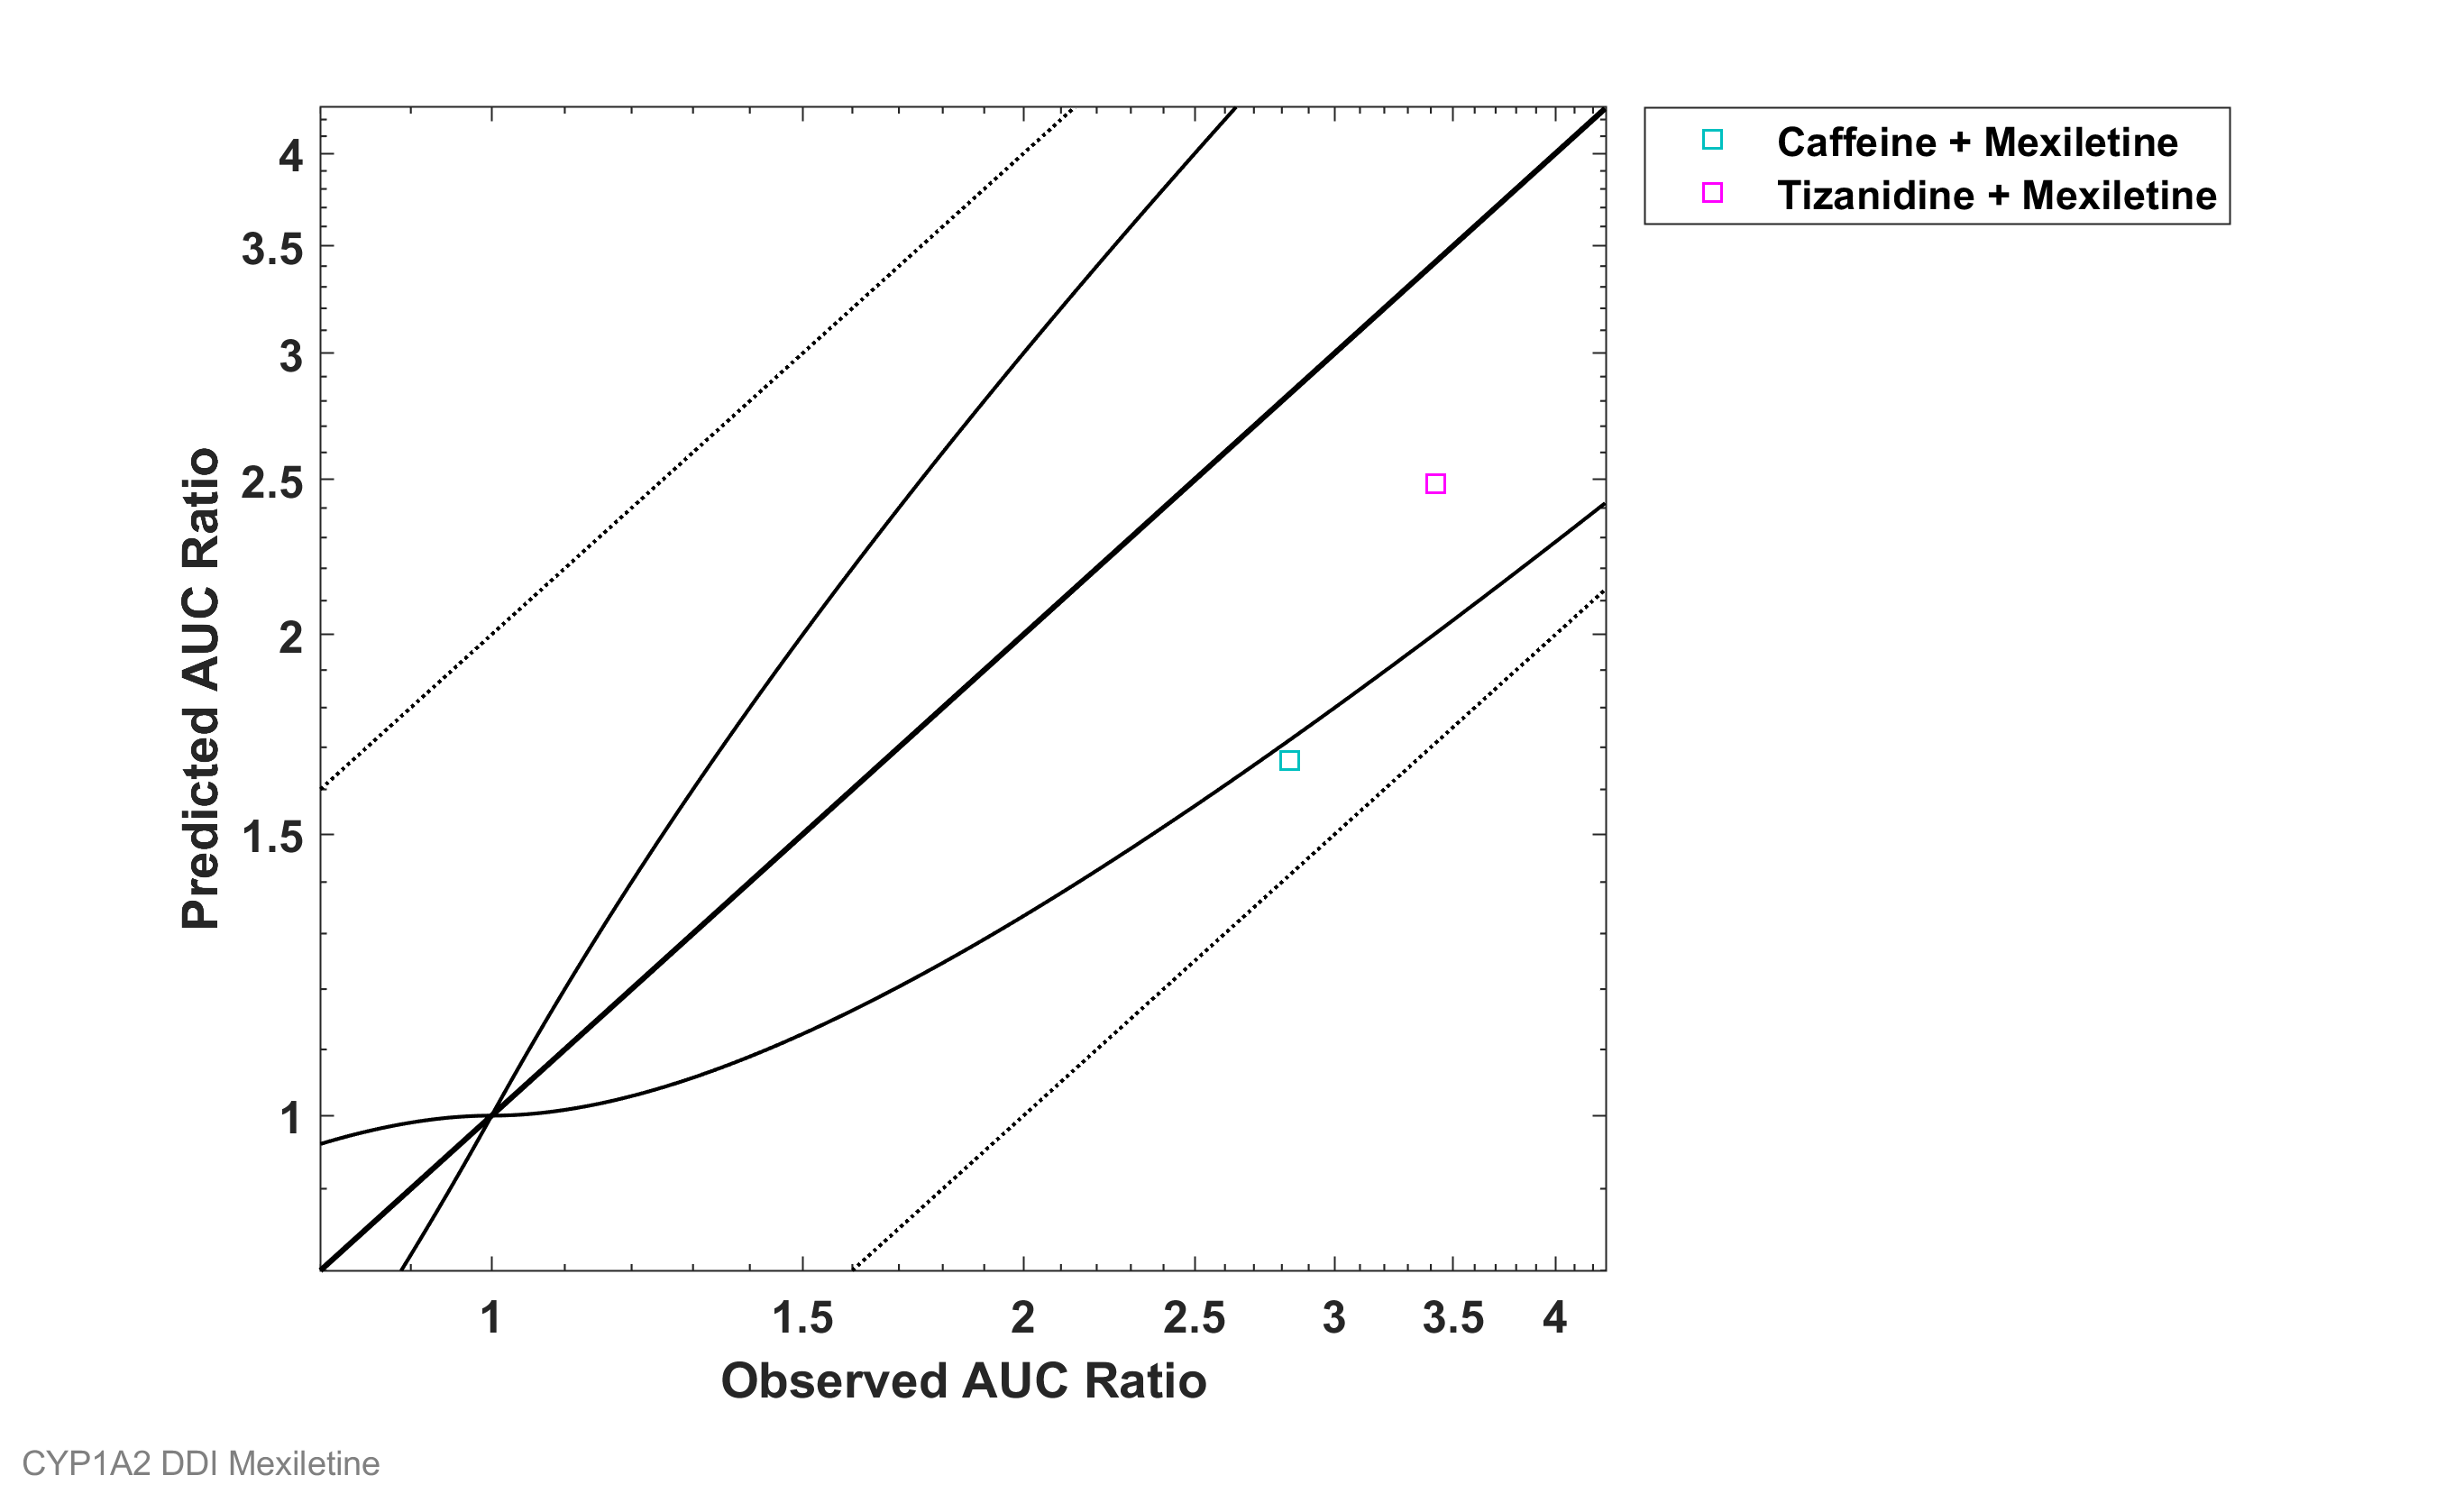 Caffeine + Mexiletine
Tizanidine + Mexiletine
Predicted AUC Ratio
4
3.5
3
2.5
2
1.5
1
1 1.5 2 2.5 3 3.5 4
Observed AUC Ratio
CYP1A2 DDI Mexiletine